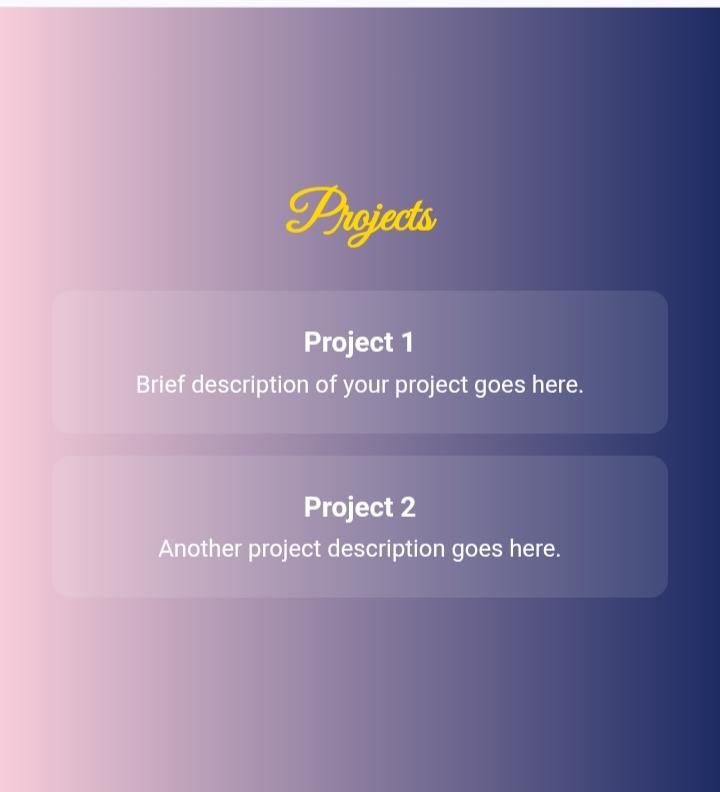 Projects
Project 1
Brief description of your project goes here.
Project 2
Another project description goes here.